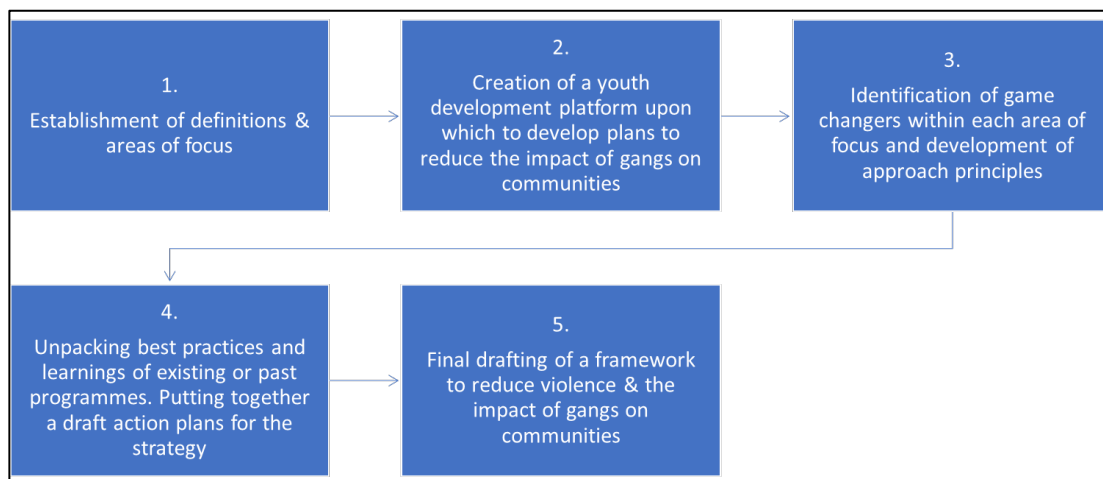 1.
Establishment of definitions &
areas of focus
2.
Creation of a youth
development platform upon
which to develop plans to
reduce the impact of gangs on
communities
3.
Identification of game
changers within each area of
focus and development of
approach principles
4.
Unpacking best practices and
learnings of existing or past
programmes. Putting together
a draft action plans for the
strategy
5.
Final drafting of a framework
to reduce violence & the
impact of gangs on
communities